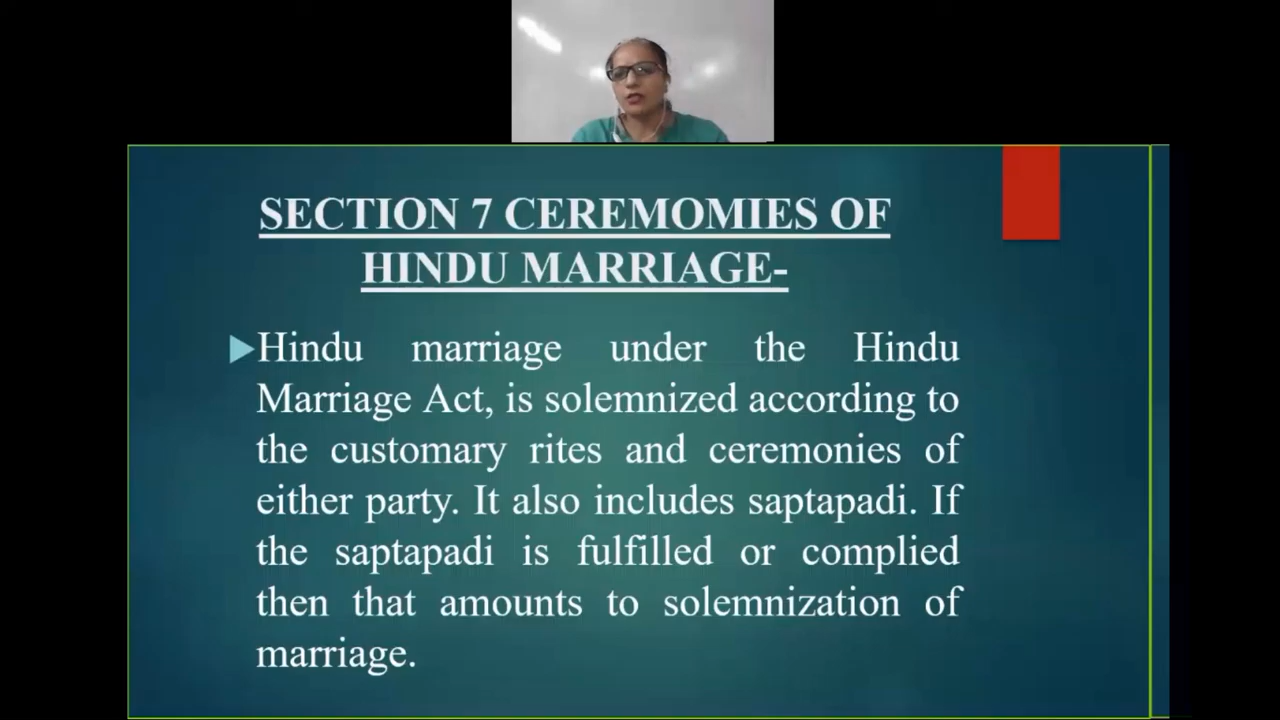 SECTION 7 CEREMOMIES OF
HINDU MARRIAGE-
Hindu marriage under the Hindu
Marriage Act, is solemnized according to
the customary rites and ceremonies of
either party. It also includes saptapadi. If
the saptapadi is fulfilled or complied
then that amounts to solemnization of
marriage.